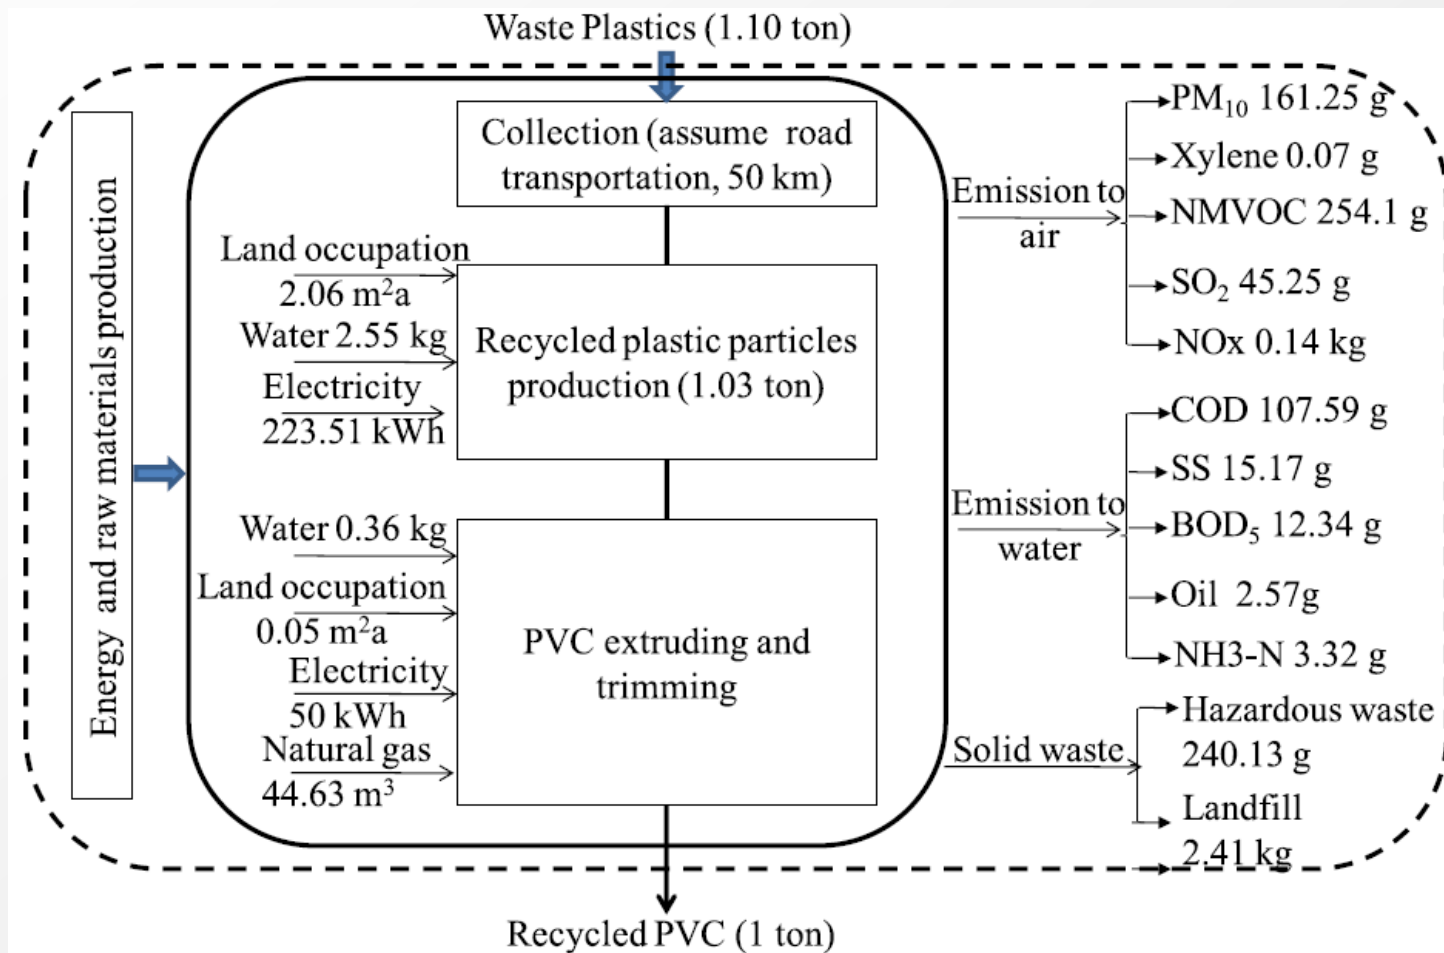 Waste Plastics (1.10 ton)
Energy and raw materials production
Collection (assume road
transportation, 50 km)
Land occupation
2.06 m²a
Water 2.55 kg
Electricity
223.51 kWh
Recycled plastic particles
production (1.03 ton)
Water 0.36 kg
Land occupation
0.05 m²a
Electricity
50 kWh
Natural gas
44.63 m³
PVC extruding and
trimming
Emission to
air
PM₁₀ 161.25 g
Xylene 0.07 g
NMVOC 254.1 g
SO₂ 45.25 g
NOx 0.14 kg
Emission to
water
COD 107.59 g
SS 15.17 g
BOD₅ 12.34 g
Oil 2.57g
NH3-N 3.32 g
Solid waste
Hazardous waste
240.13 g
Landfill
2.41 kg
Recycled PVC (1 ton)